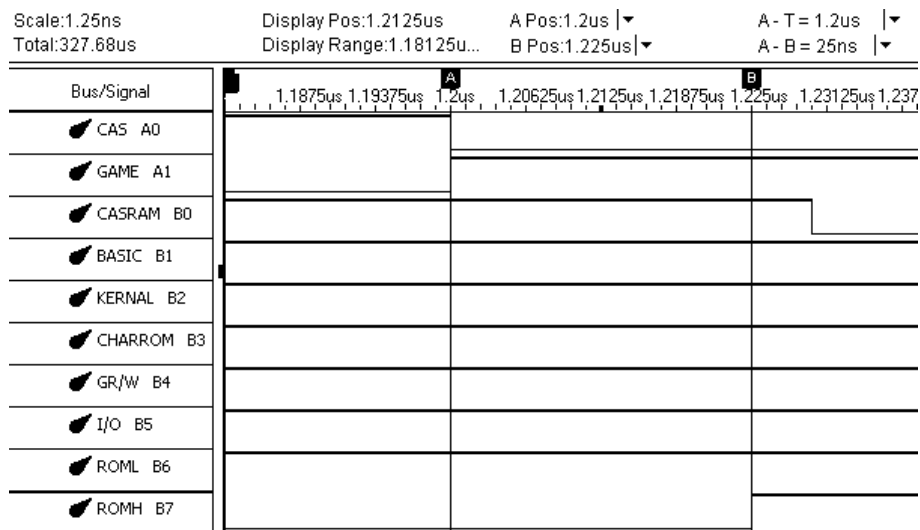 Scale:1.25ns Display Pos:1.2125us A Pos:1.2us A - T = 1.2us
Total:327.68us Display Range:1.18125u... B Pos:1.225us A - B = 25ns
Bus/Signal A B
1.1875us 1.19375us 1.2us 1.20625us 1.2125us 1.21875us 1.225us 1.23125us 1.237
CAS A0
GAME A1
CASRAM B0
BASIC B1
KERNAL B2
CHARROM B3
GR/W B4
I/O B5
ROML B6
ROMH B7